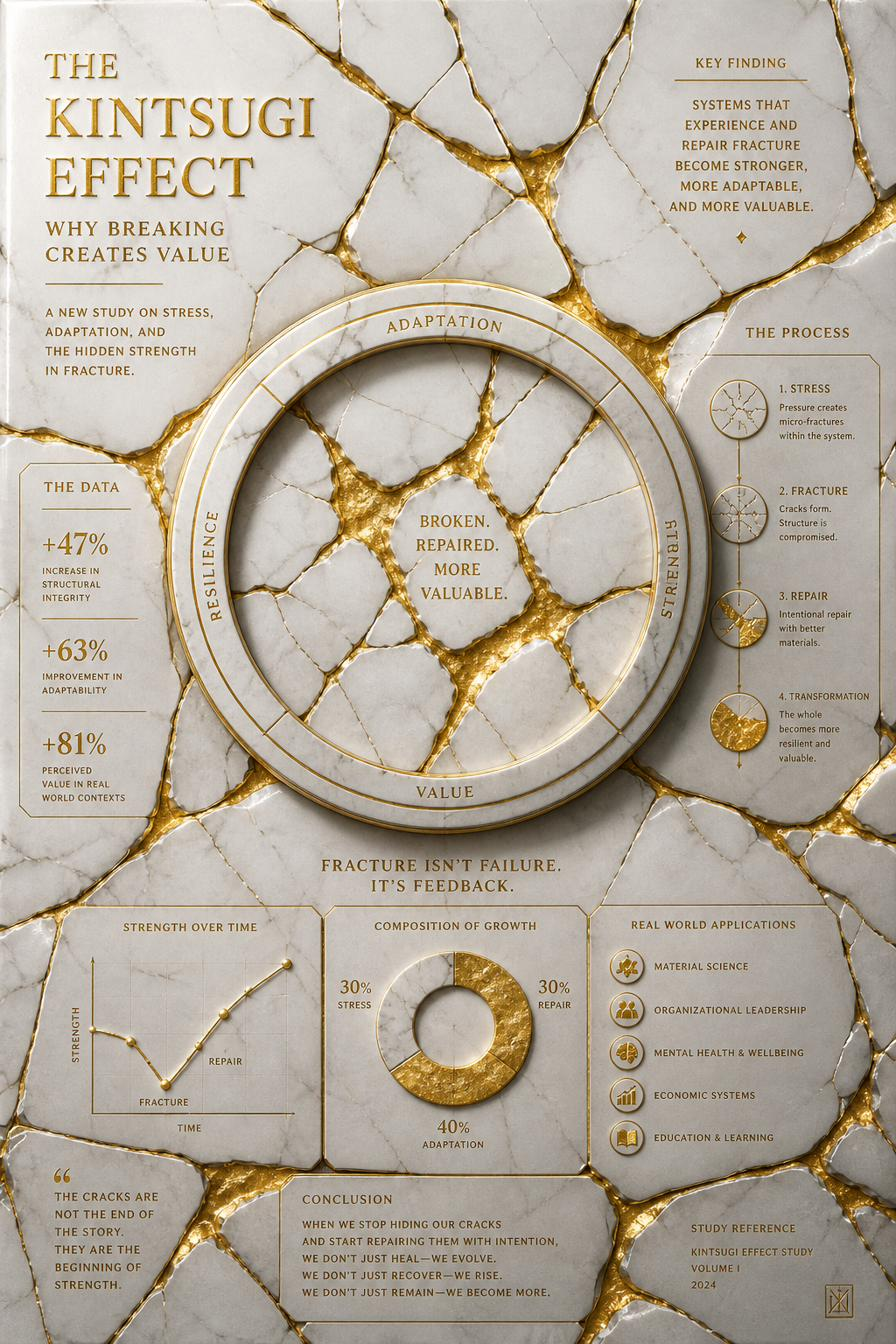 THE
KINTSUGI
EFFECT
WHY BREAKING
CREATES VALUE
A NEW STUDY ON STRESS,
ADAPTATION, AND
THE HIDDEN STRENGTH
IN FRACTURE.
KEY FINDING
SYSTEMS THAT
EXPERIENCE AND
REPAIR FRACTURE
BECOME STRONGER,
MORE ADAPTABLE,
AND MORE VALUABLE.
THE DATA
+47%
INCREASE IN
STRUCTURAL
INTEGRITY
+63%
IMPROVEMENT IN
ADAPTABILITY
+81%
PERCEIVED
VALUE IN REAL
WORLD CONTEXTS
ADAPTATION
RESILIENCE
VALUE
BROKEN.
REPAIRED.
MORE
VALUABLE.
THE PROCESS
1. STRESS
Pressure creates
micro-fractures
within the system.
2. FRACTURE
Cracks form.
Structure is
compromised.
3. REPAIR
Intentional repair
with better
materials.
4. TRANSFORMATION
The whole
becomes more
resilient and
valuable.
FRACTURE ISN'T FAILURE.
IT'S FEEDBACK.
STRENGTH OVER TIME
STRENGTH
FRACTURE
REPAIR
TIME
COMPOSITION OF GROWTH
30%
STRESS
30%
REPAIR
40%
ADAPTATION
REAL WORLD APPLICATIONS
MATERIAL SCIENCE
ORGANIZATIONAL LEADERSHIP
MENTAL HEALTH & WELLBEING
ECONOMIC SYSTEMS
EDUCATION & LEARNING
“
THE CRACKS ARE
NOT THE END OF
THE STORY.
THEY ARE THE
BEGINNING OF
STRENGTH.
CONCLUSION
WHEN WE STOP HIDING OUR CRACKS
AND START REPAIRING THEM WITH INTENTION,
WE DON'T JUST HEAL—WE EVOLVE.
WE DON'T JUST RECOVER—WE RISE.
WE DON'T JUST REMAIN—WE BECOME MORE.
STUDY REFERENCE
KINTSUGI EFFECT STUDY
VOLUME I
2024